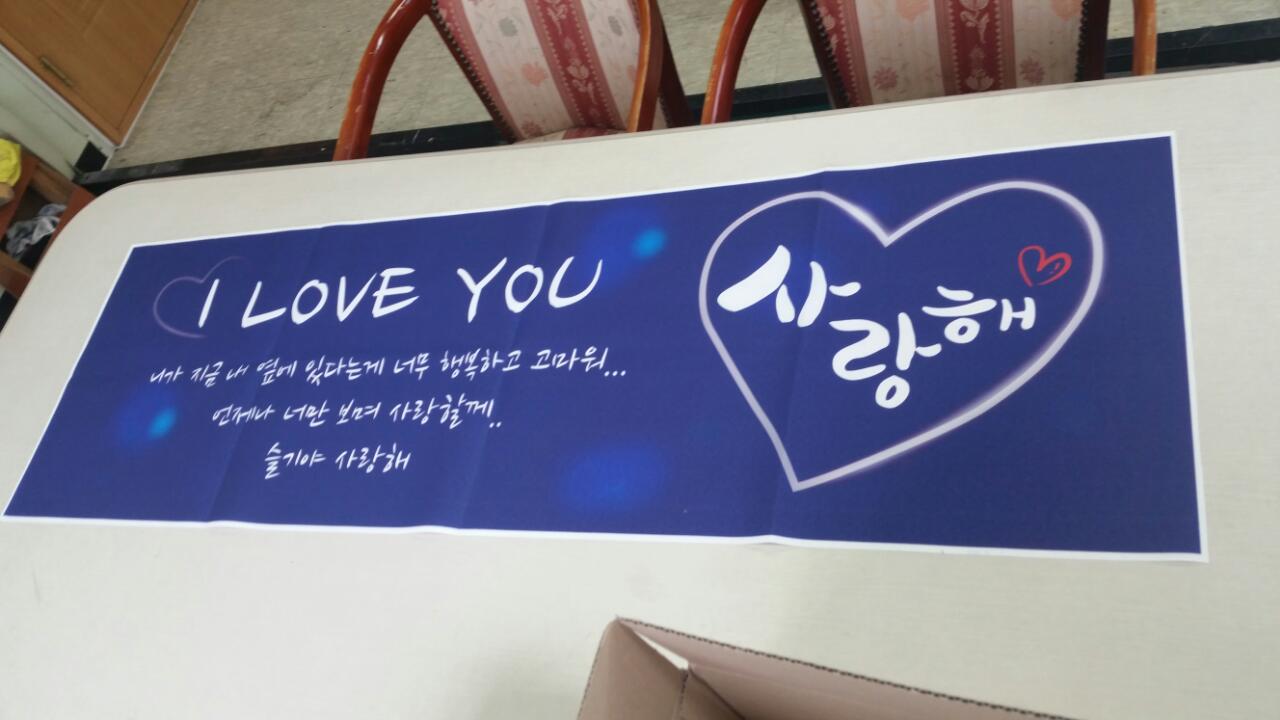 I LOVE YOU
니가 지금 내 옆에 있다는게 너무 행복하고 고마워...
언제나 너만 보며 사랑할께..
슬기야 사랑해
사랑해